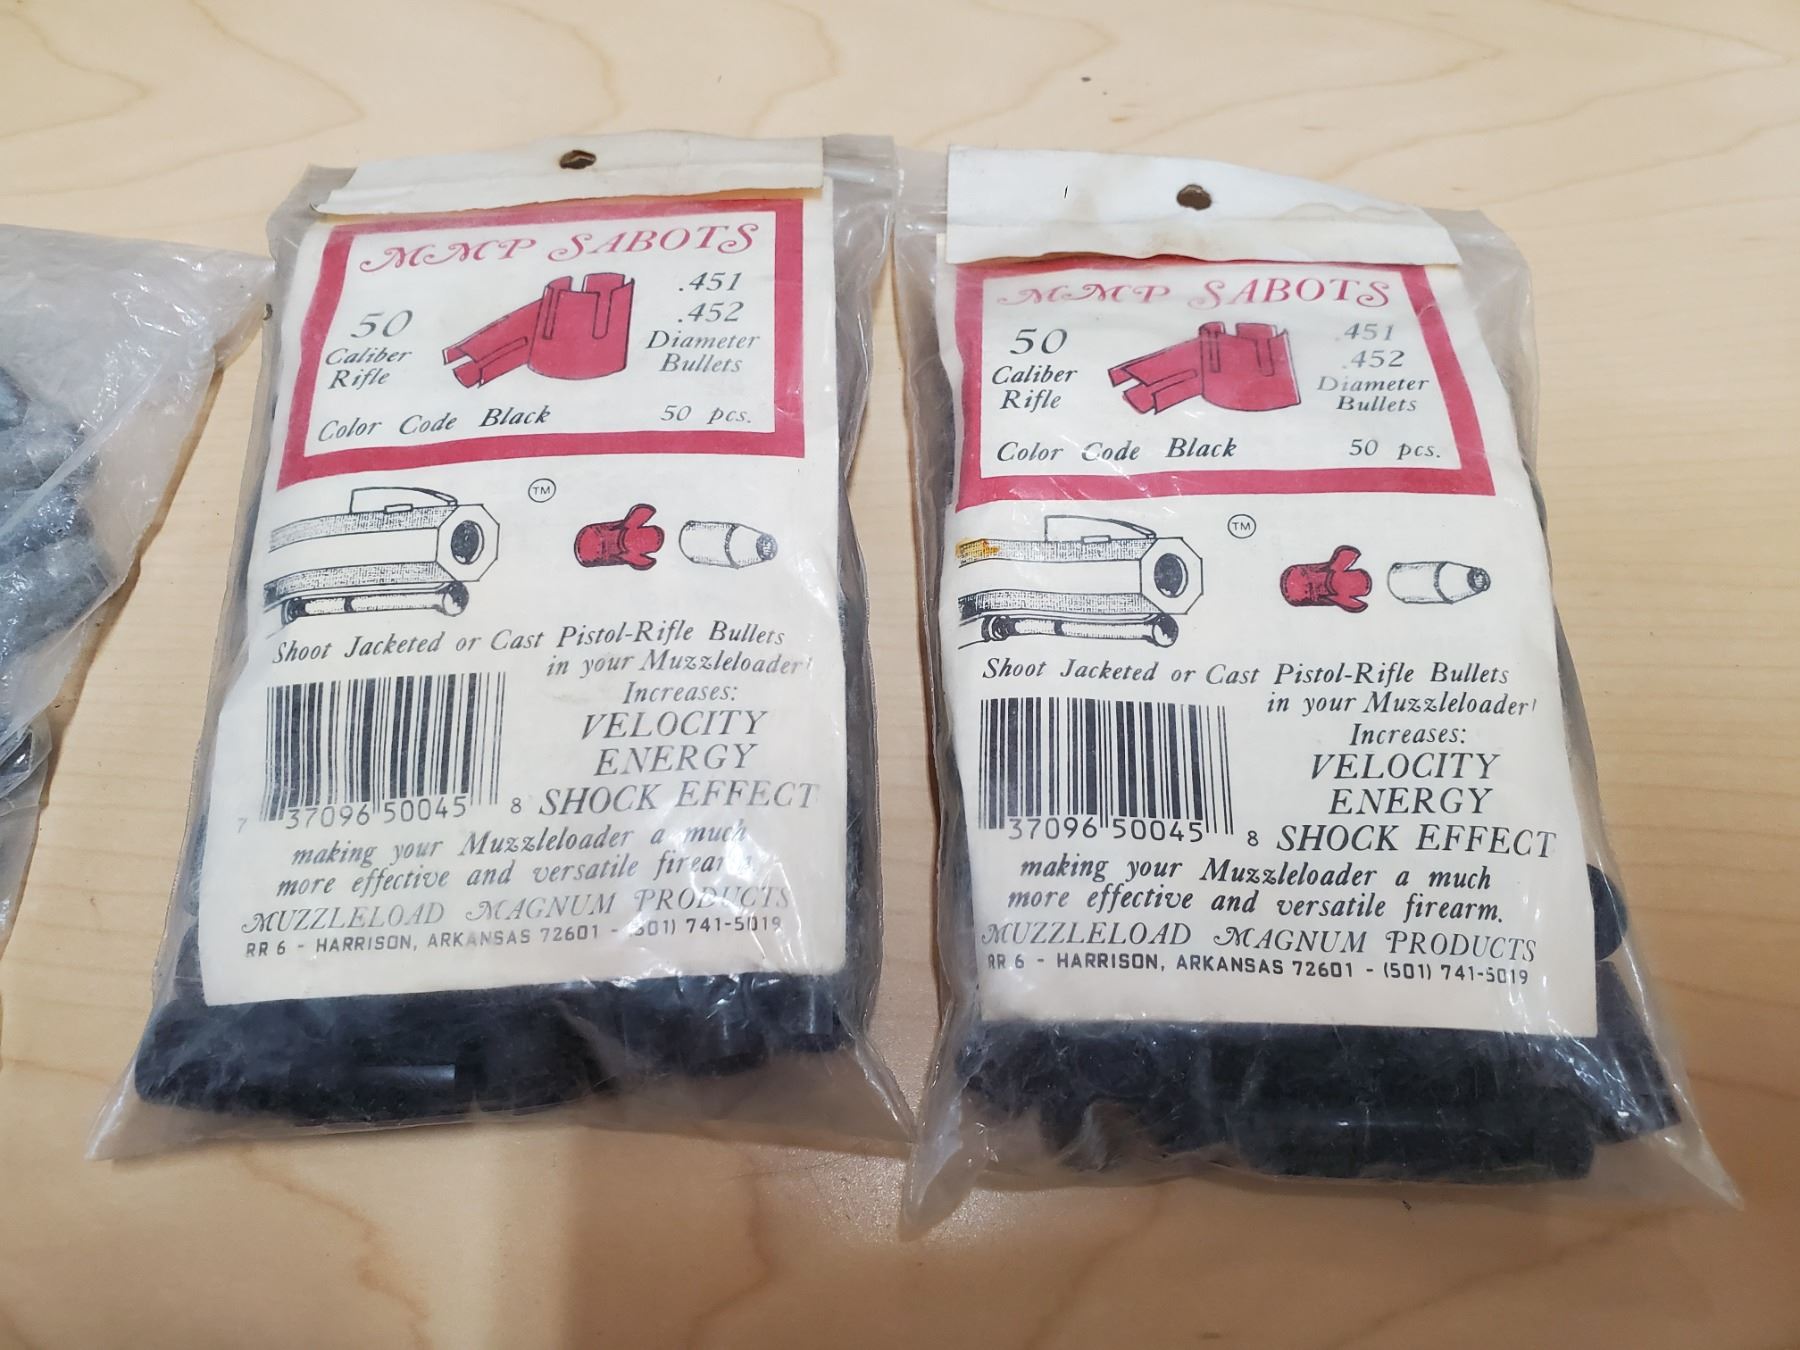 MMP SABOTS
50
Caliber
Rifle
.451
.452
Diameter
Bullets
Color Code Black 50 pcs.
TM
Shoot Jacketed or Cast Pistol-Rifle Bullets
in your Muzzleloader!
Increases:
VELOCITY
ENERGY
SHOCK EFFECT
7 37096 50045 8
making your Muzzleloader a much
more effective and versatile firearm.
MUZZLELOAD MAGNUM PRODUCTS
RR 6 - HARRISON, ARKANSAS 72601 - (501) 741-5019
MMP SABOTS
50
Caliber
Rifle
.451
.452
Diameter
Bullets
Color Code Black 50 pcs.
TM
Shoot Jacketed or Cast Pistol-Rifle Bullets
in your Muzzleloader!
Increases:
VELOCITY
ENERGY
SHOCK EFFECT
37096 50045 8
making your Muzzleloader a much
more effective and versatile firearm.
MUZZLELOAD MAGNUM PRODUCTS
RR 6 - HARRISON, ARKANSAS 72601 - (501) 741-5019